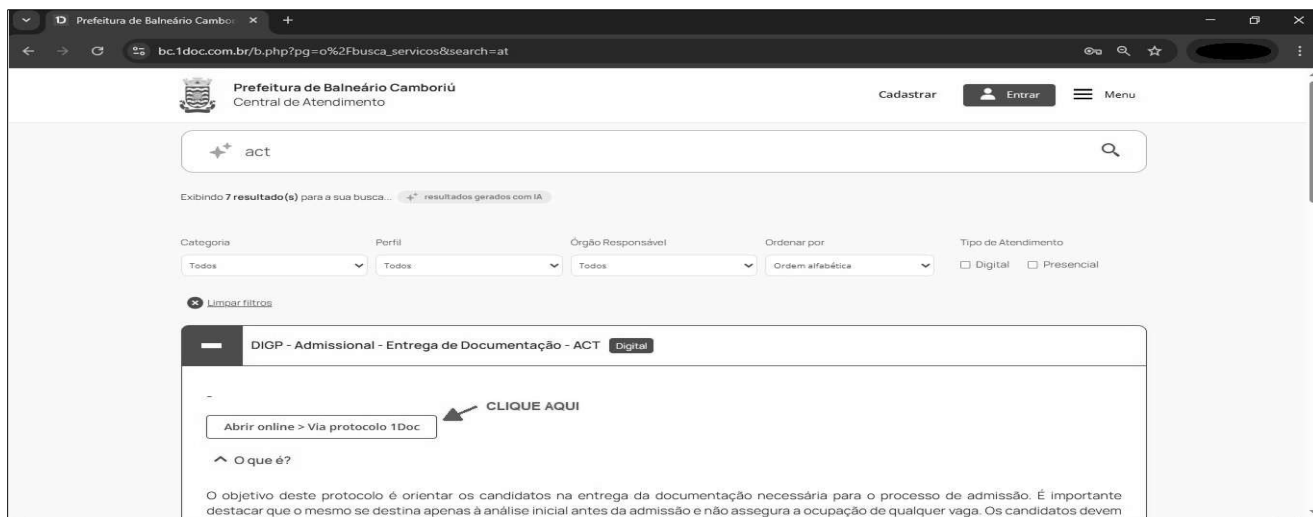 Prefeitura de Balneário Cambor
bc.1doc.com.br/b.php?pg=o%2Fbusca_servicos&search=at
Prefeitura de Balneário Camboriú
Central de Atendimento
Cadastrar
Entrar
Menu
act
Exibindo 7 resultado(s) para a sua busca... resultados gerados com IA
Categoria Perfil Órgão Responsável Ordenar por Tipo de Atendimento
Todos Todos Todos Ordem alfabética Digital Presencial
Limpar filtros
DIGP - Admissional - Entrega de Documentação - ACT Digital
-
CLIQUE AQUI
Abrir online > Via protocolo 1Doc
O que é?
O objetivo deste protocolo é orientar os candidatos na entrega da documentação necessária para o processo de admissão. É importante
destacar que o mesmo se destina apenas à análise inicial antes da admissão e não assegura a ocupação de qualquer vaga. Os candidatos devem